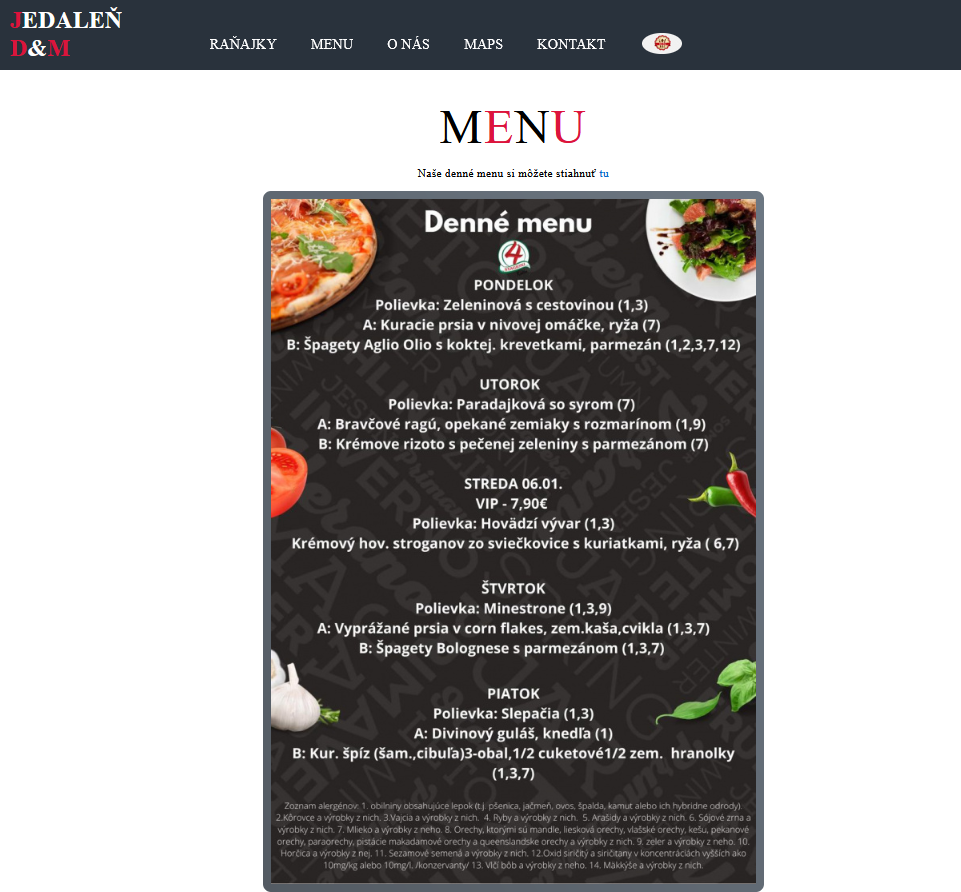 JEDALEŇ
D&M
RAŇAJKY MENU O NÁS MAPS KONTAKT
MENU
Naše denné menu si môžete stiahnuť tu
Denné menu
4
PONDELOK
Polievka: Zeleninová s cestovinou (1,3)
A: Kuracie prsia v nivovej omáčke, ryža (7)
B: Špagety Aglio Olio s koktej. krevetkami, parmezán (1,2,3,7,12)
UTOROK
Polievka: Paradajková so syrom (7)
A: Bravčové ragú, opekané zemiaky s rozmarínom (1,9)
B: Krémove rizoto s pečenej zeleniny s parmezánom (7)
STREDA 06.01.
VIP - 7,90€
Polievka: Hovädzí vývar (1,3)
Krémový hov. stroganov zo sviečkovice s kuriatkami, ryža ( 6,7)
ŠTVRTOK
Polievka: Minestrone (1,3,9)
A: Vyprážané prsia v corn flakes, zem.kaša,cvikla (1,3,7)
B: Špagety Bolognese s parmezánom (1,3,7)
PIATOK
Polievka: Slepačia (1,3)
A: Divinový guláš, knedľa (1)
B: Kur. špíz (šam.,cibuľa)3-obal,1/2 cuketové1/2 zem. hranolky
(1,3,7)
Zoznam alergénov: 1. obilniny obsahujúce lepok (t.j. pšenica, jačmeň, ovos, špalda, kamut alebo ich hybridne odrody).
2.Kôrovce a výrobky z nich. 3.Vajcia a výrobky z nich. 4. Ryby a výrobky z nich. 5. Arašidy a výrobky z nich. 6. Sójové zrna a
výrobky z nich. 7. Mlieko a výrobky z neho. 8. Orechy, ktorými sú mandle, liesková orechy, vlašské orechy, kešu, pekanové
orechy, paraorechy, pistácie makadamové orechy a queenslandske orechy a výrobky z nich. 9. zeler a výrobky z neho. 10.
Horčica a výrobky z nej. 11. Sezamové semená a výrobky z nich. 12.Oxid siričitý a siričitany v koncentráciách vyšších ako
10mg/kg alebo 10mg/l. /konzervanty/ 13. Vlčí bôb a výrobky z neho. 14. Mäkkýše a výrobky z nich.